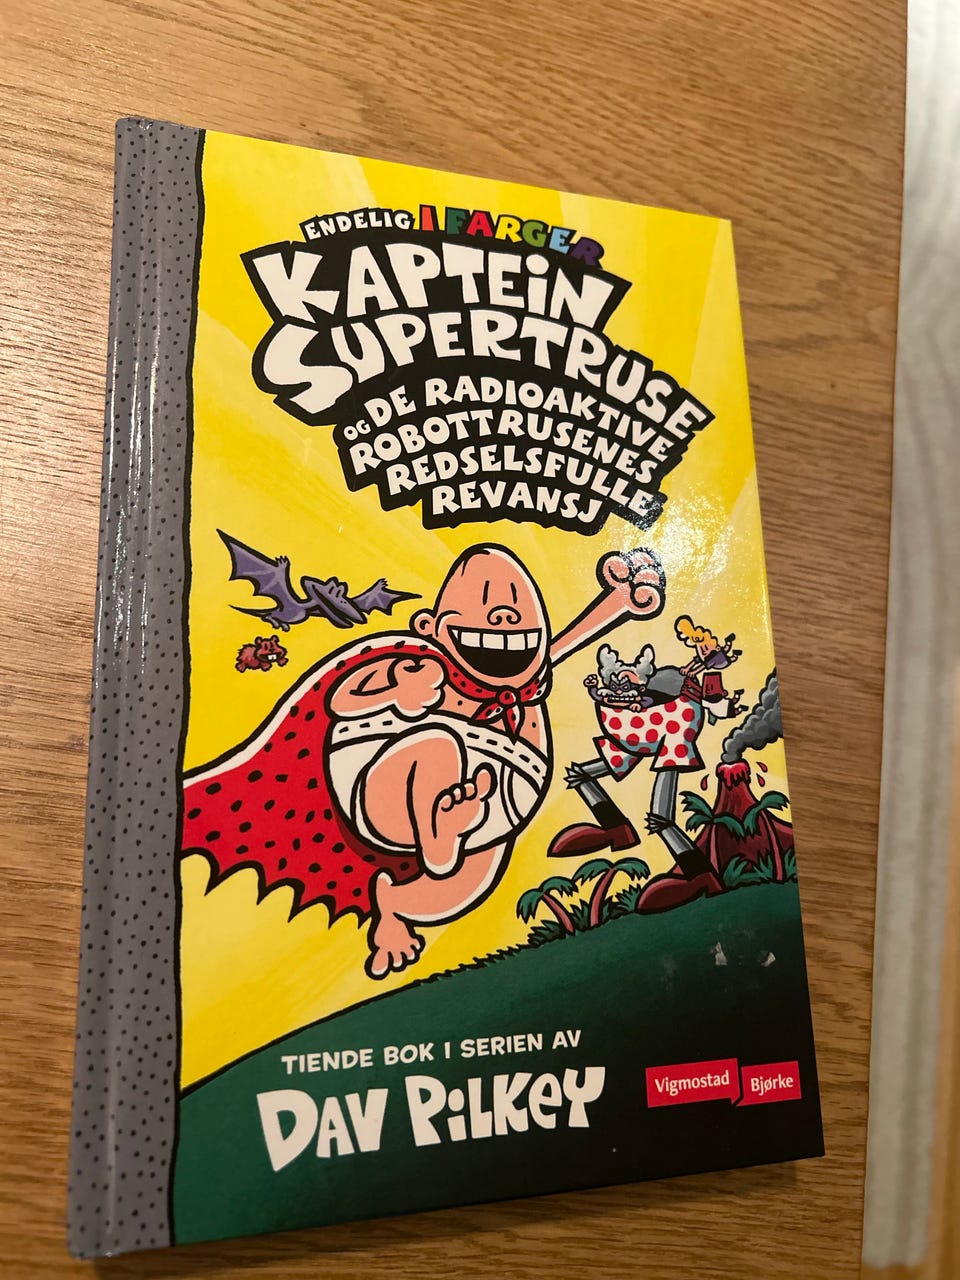 ENDELIG I FARGER
KAPTEIN
SUPERTRUSE
OG DE RADIOAKTIVE
ROBOTTRUSENES
REDSELSFULLE
REVANSJ
TIENDE BOK I SERIEN AV
DAV PILKEY
Vigmostad Bjørke